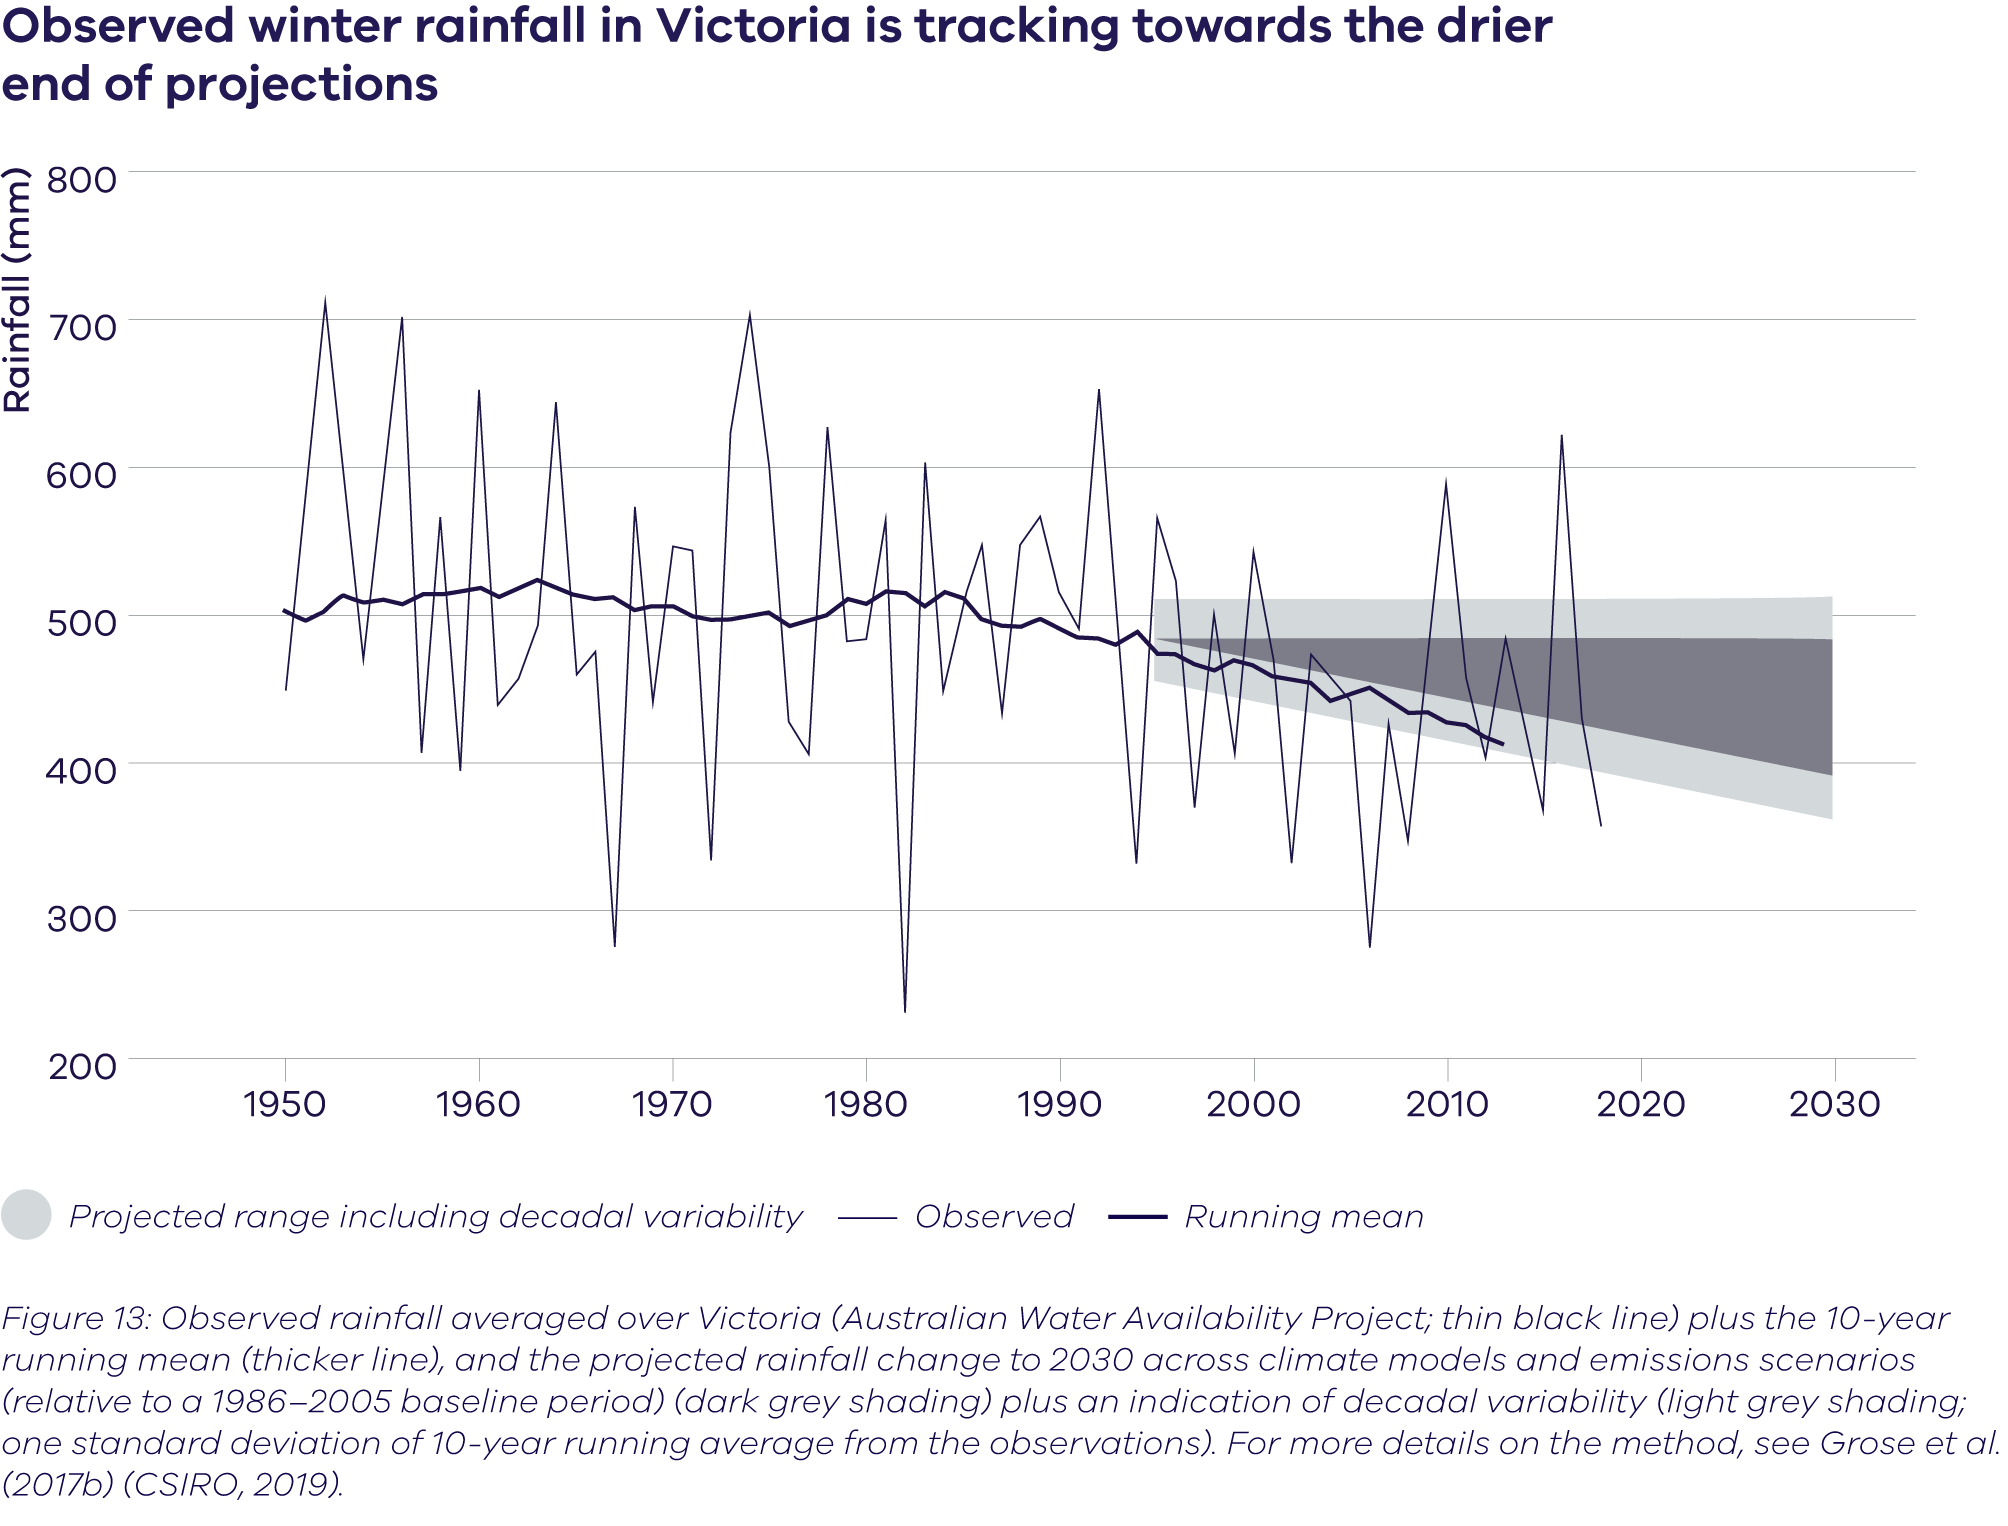 Observed winter rainfall in Victoria is tracking towards the drier
end of projections
Rainfall (mm)
800
700
600
500
400
300
200
1950 1960 1970 1980 1990 2000 2010 2020 2030
Projected range including decadal variability Observed Running mean
Figure 13: Observed rainfall averaged over Victoria (Australian Water Availability Project; thin black line) plus the 10-year
running mean (thicker line), and the projected rainfall change to 2030 across climate models and emissions scenarios
(relative to a 1986–2005 baseline period) (dark grey shading) plus an indication of decadal variability (light grey shading;
one standard deviation of 10-year running average from the observations). For more details on the method, see Grose et al.
(2017b) (CSIRO, 2019).